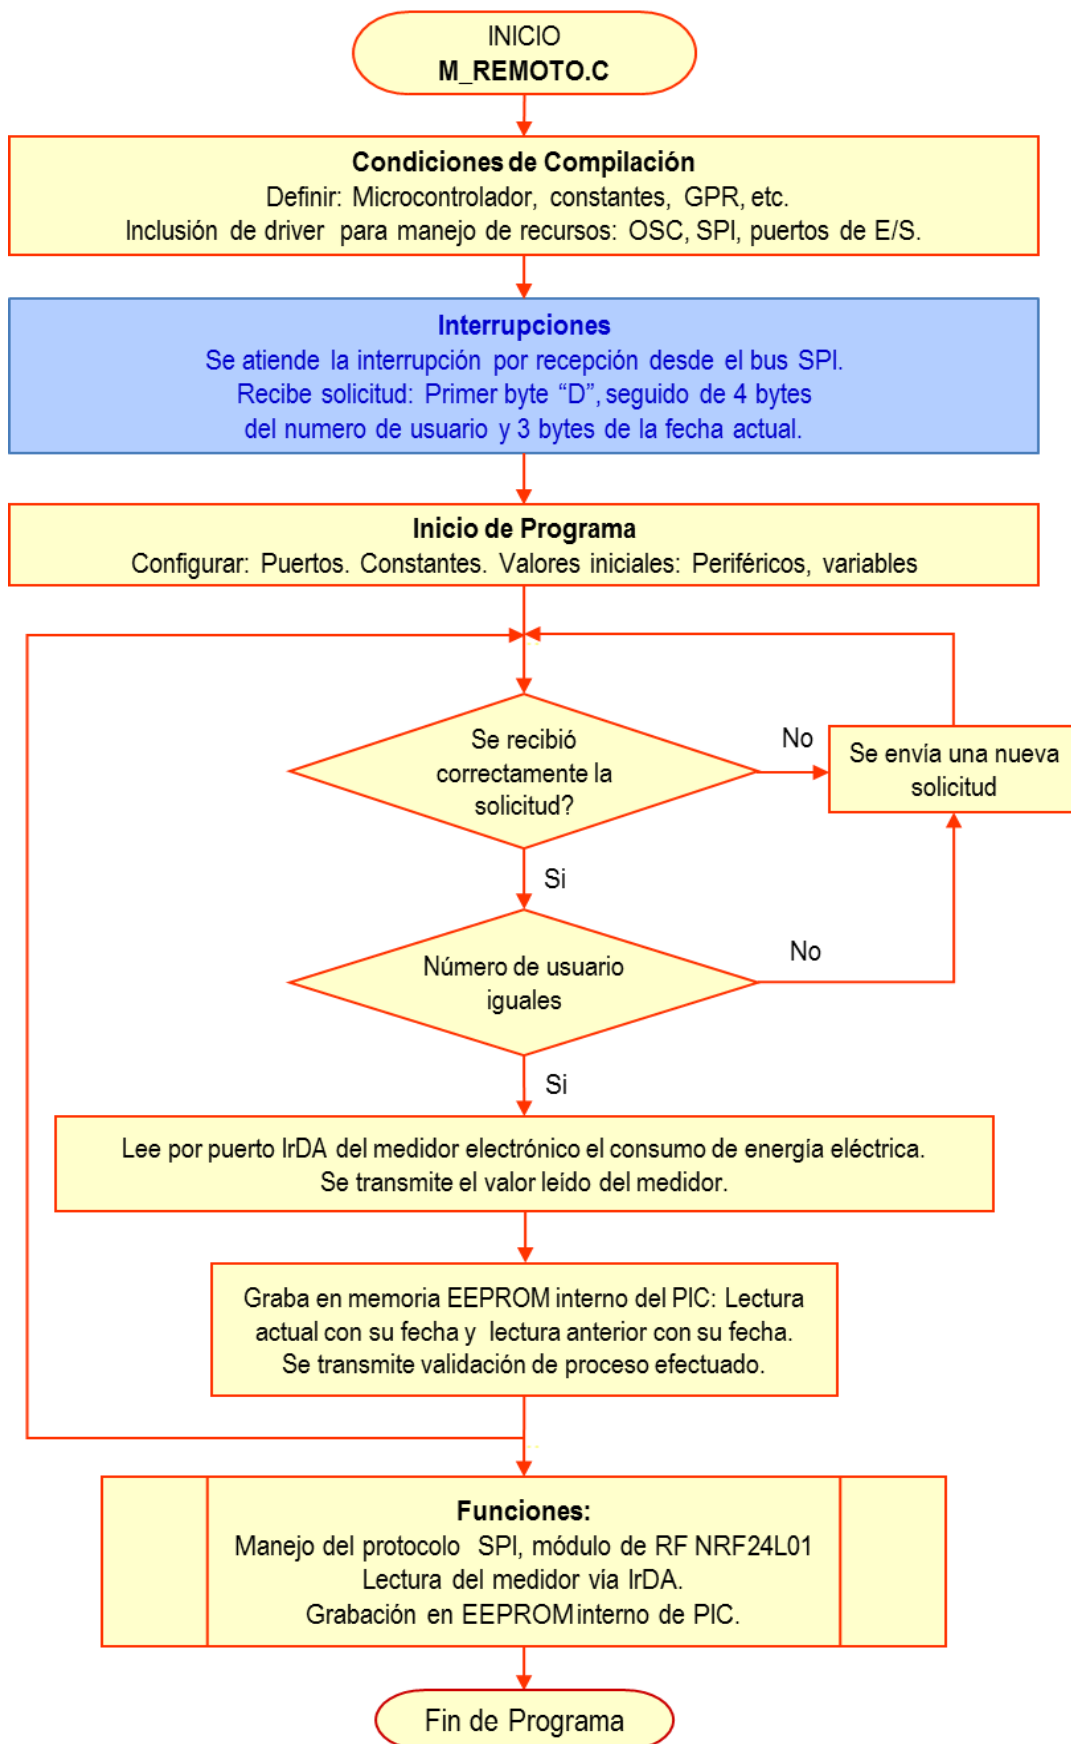 INICIO
M_REMOTO.C
Condiciones de Compilación
Definir: Microcontrolador, constantes, GPR, etc.
Inclusión de driver para manejo de recursos: OSC, SPI, puertos de E/S.
Interrupciones
Se atiende la interrupción por recepción desde el bus SPI.
Recibe solicitud: Primer byte “D”, seguido de 4 bytes
del numero de usuario y 3 bytes de la fecha actual.
Inicio de Programa
Configurar: Puertos. Constantes. Valores iniciales: Periféricos, variables
Se recibió
correctamente la
solicitud?
No
Se envía una nueva
solicitud
Si
Número de usuario
iguales
No
Si
Lee por puerto IrDA del medidor electrónico el consumo de energía eléctrica.
Se transmite el valor leído del medidor.
Graba en memoria EEPROM interno del PIC: Lectura
actual con su fecha y lectura anterior con su fecha.
Se transmite validación de proceso efectuado.
Funciones:
Manejo del protocolo SPI, módulo de RF NRF24L01
Lectura del medidor vía IrDA.
Grabación en EEPROM interno de PIC.
Fin de Programa